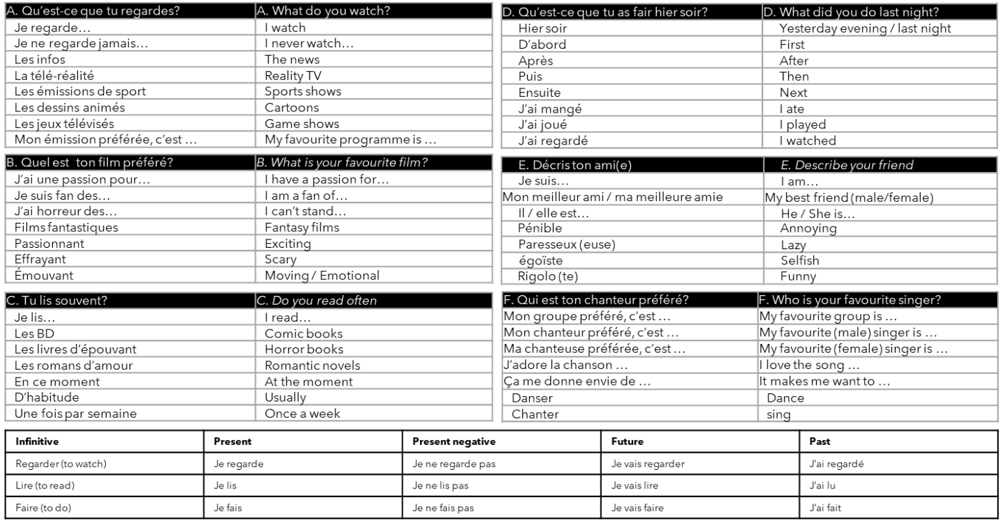 A. Qu'est-ce que tu regardes? A. What do you watch?
Je regarde… I watch
Je ne regarde jamais… I never watch…
Les infos The news
La télé-réalité Reality TV
Les émissions de sport Sports shows
Les dessins animés Cartoons
Les jeux télévisés Game shows
Mon émission préférée, c'est … My favourite programme is …
B. Quel est ton film préféré? B. What is your favourite film?
J'ai une passion pour… I have a passion for…
Je suis fan des… I am a fan of…
J'ai horreur des… I can't stand…
Films fantastiques Fantasy films
Passionnant Exciting
Effrayant Scary
Émouvant Moving / Emotional
C. Tu lis souvent? C. Do you read often
Je lis… I read…
Les BD Comic books
Les livres d'épouvant Horror books
Les romans d'amour Romantic novels
En ce moment At the moment
D'habitude Usually
Une fois par semaine Once a week
D. Qu'est-ce que tu as fair hier soir? D. What did you do last night?
Hier soir Yesterday evening / last night
D'abord First
Après After
Puis Then
Ensuite Next
J'ai mangé I ate
J'ai joué I played
J'ai regardé I watched
E. Décris ton ami(e) E. Describe your friend
Je suis… I am…
Mon meilleur ami / ma meilleure amie My best friend (male/female)
Il / elle est… He / She is…
Pénible Annoying
Paresseux (euse) Lazy
égoïste Selfish
Rigolo (te) Funny
F. Qui est ton chanteur préféré? F. Who is your favourite singer?
Mon groupe préféré, c'est … My favourite group is …
Mon chanteur préféré, c'est … My favourite (male) singer is …
Ma chanteuse préférée, c'est … My favourite (female) singer is …
J'adore la chanson … I love the song …
Ça me donne envie de … It makes me want to …
Danser Dance
Chanter sing
Infinitive Present Present negative Future Past
Regarder (to watch) Je regarde Je ne regarde pas Je vais regarder J'ai regardé
Lire (to read) Je lis Je ne lis pas Je vais lire J'ai lu
Faire (to do) Je fais Je ne fais pas Je vais faire J'ai fait